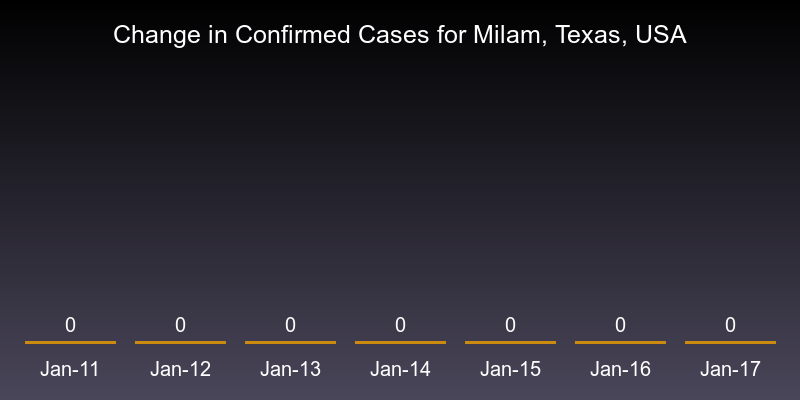 Change in Confirmed Cases for Milam, Texas, USA
0 0 0 0 0 0 0
Jan-11 Jan-12 Jan-13 Jan-14 Jan-15 Jan-16 Jan-17